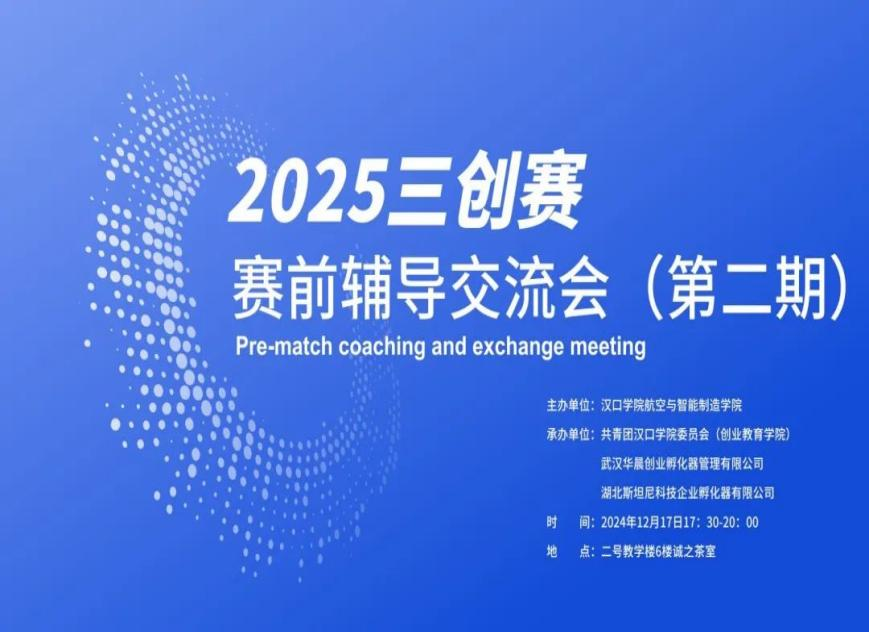 2025三创赛
赛前辅导交流会（第二期）
Pre-match coaching and exchange meeting
主办单位：汉口学院航空与智能制造学院
承办单位：共青团汉口学院委员会（创业教育学院）
武汉华晨创业孵化器管理有限公司
湖北斯坦尼科技企业孵化器有限公司
时　　间：2024年12月17日17：30-20：00
地　　点：二号教学楼6楼诚之茶室